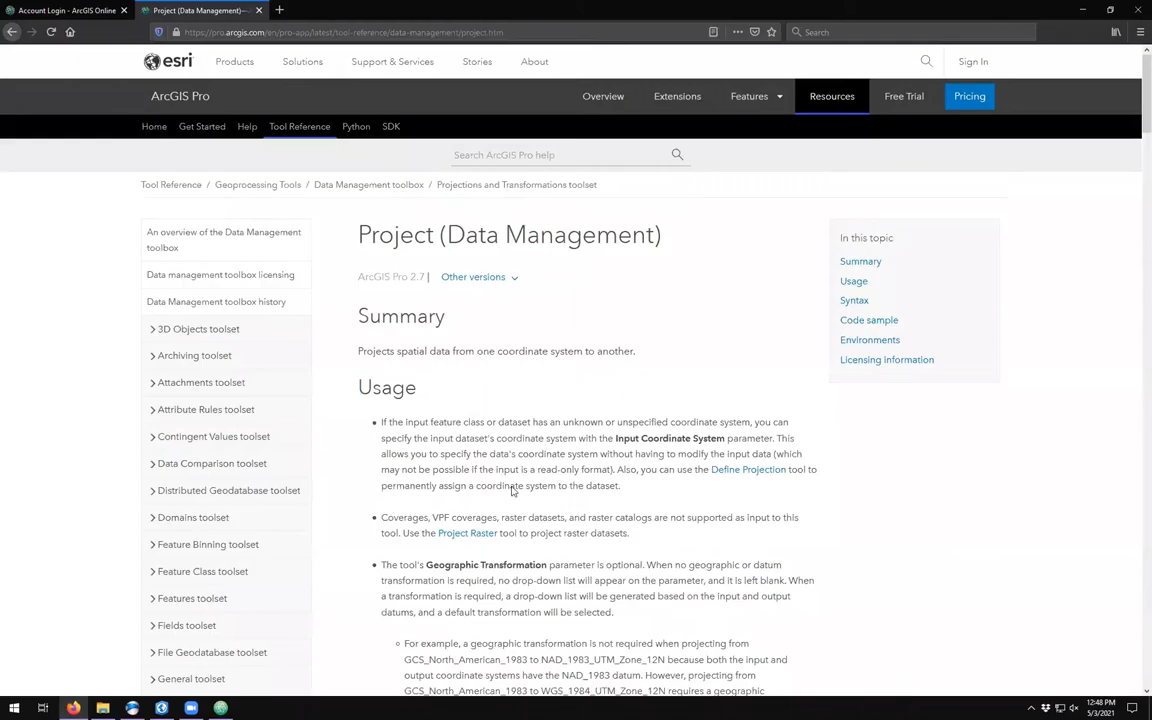 Account Login - ArcGIS Online
Project (Data Management)—
https://pro.arcgis.com/en/pro-app/latest/tool-reference/data-management/project.htm
Search
esri
Products
Solutions
Support & Services
Stories
About
Sign In
ArcGIS Pro
Overview
Extensions
Features
Resources
Free Trial
Pricing
Home
Get Started
Help
Tool Reference
Python
SDK
Search ArcGIS Pro help
Tool Reference / Geoprocessing Tools / Data Management toolbox / Projections and Transformations toolset
An overview of the Data Management
toolbox
Data management toolbox licensing
Data Management toolbox history
3D Objects toolset
Archiving toolset
Attachments toolset
Attribute Rules toolset
Contingent Values toolset
Data Comparison toolset
Distributed Geodatabase toolset
Domains toolset
Feature Binning toolset
Feature Class toolset
Features toolset
Fields toolset
File Geodatabase toolset
General toolset
Project (Data Management)
ArcGIS Pro 2.7 | Other versions
Summary
Projects spatial data from one coordinate system to another.
Usage
If the input feature class or dataset has an unknown or unspecified coordinate system, you can
specify the input dataset's coordinate system with the Input Coordinate System parameter. This
allows you to specify the data's coordinate system without having to modify the input data (which
may not be possible if the input is a read-only format). Also, you can use the Define Projection tool to
permanently assign a coordinate system to the dataset.
Coverages, VPF coverages, raster datasets, and raster catalogs are not supported as input to this
tool. Use the Project Raster tool to project raster datasets.
The tool's Geographic Transformation parameter is optional. When no geographic or datum
transformation is required, no drop-down list will appear on the parameter, and it is left blank. When
a transformation is required, a drop-down list will be generated based on the input and output
datums, and a default transformation will be selected.
For example, a geographic transformation is not required when projecting from
GCS_North_American_1983 to NAD_1983_UTM_Zone_12N because both the input and
output coordinate systems have the NAD_1983 datum. However, projecting from
GCS_North_American_1983 to WGS_1984_UTM_Zone_12N requires a geographic
In this topic
Summary
Usage
Syntax
Code sample
Environments
Licensing information
12:48 PM
5/3/2021